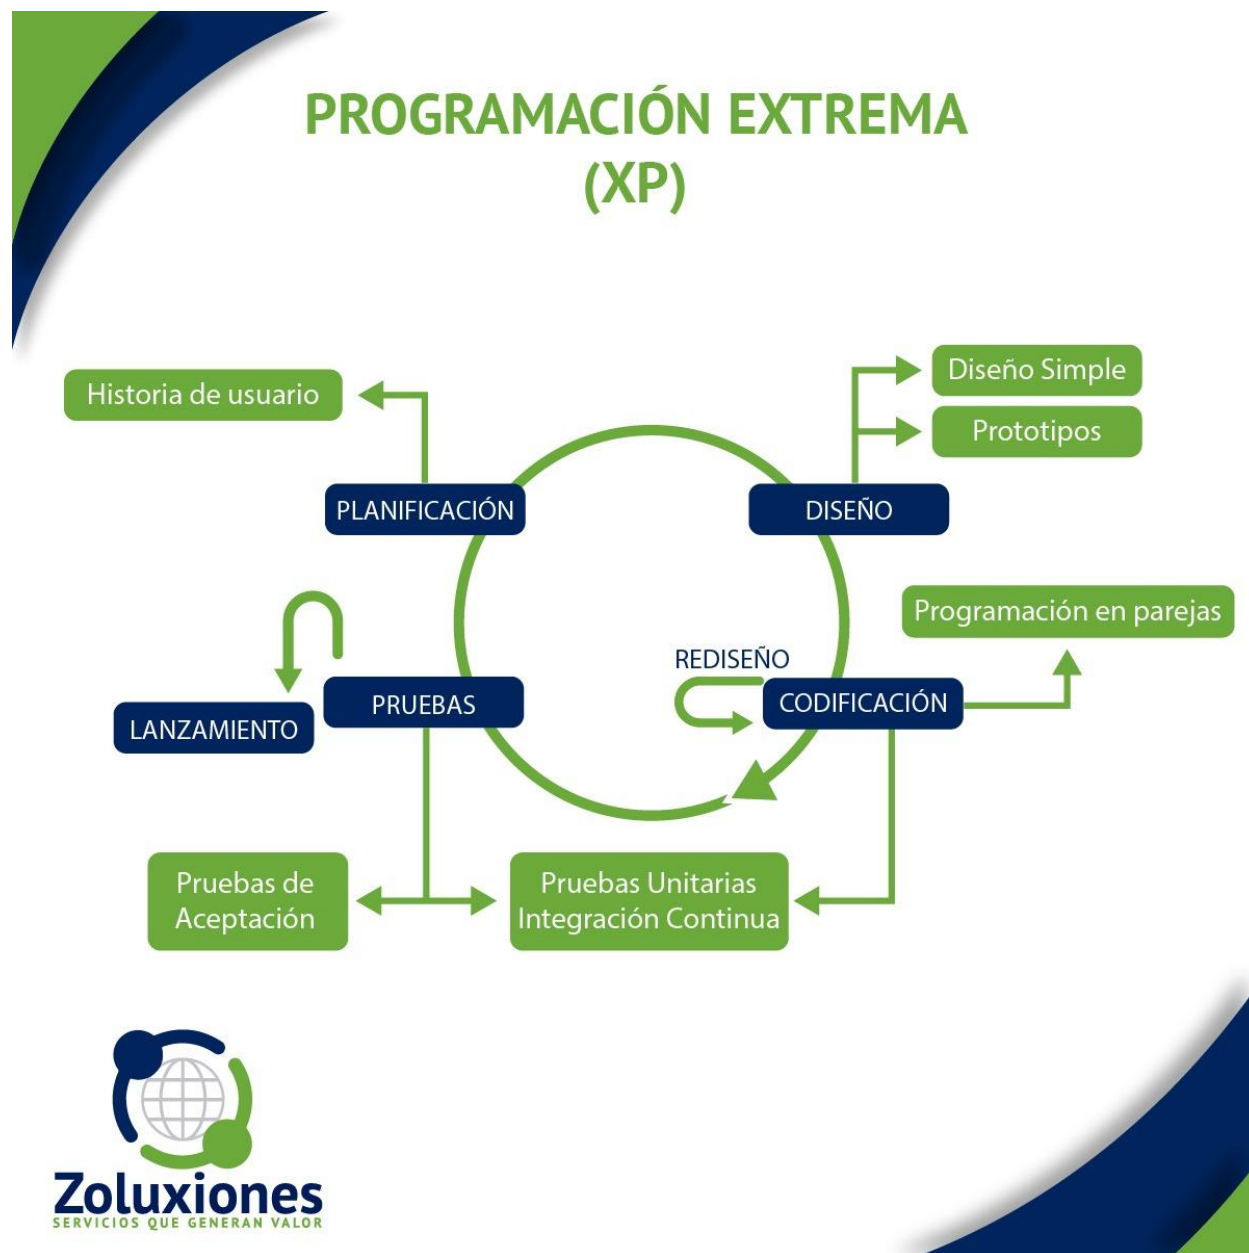 PROGRAMACIÓN EXTREMA
(XP)
Historia de usuario
Diseño Simple
Prototipos
PLANIFICACIÓN
DISEÑO
Programación en parejas
REDISEÑO
CODIFICACIÓN
PRUEBAS
LANZAMIENTO
Pruebas de
Aceptación
Pruebas Unitarias
Integración Continua
Zoluxiones
SERVICIOS QUE GENERAN VALOR